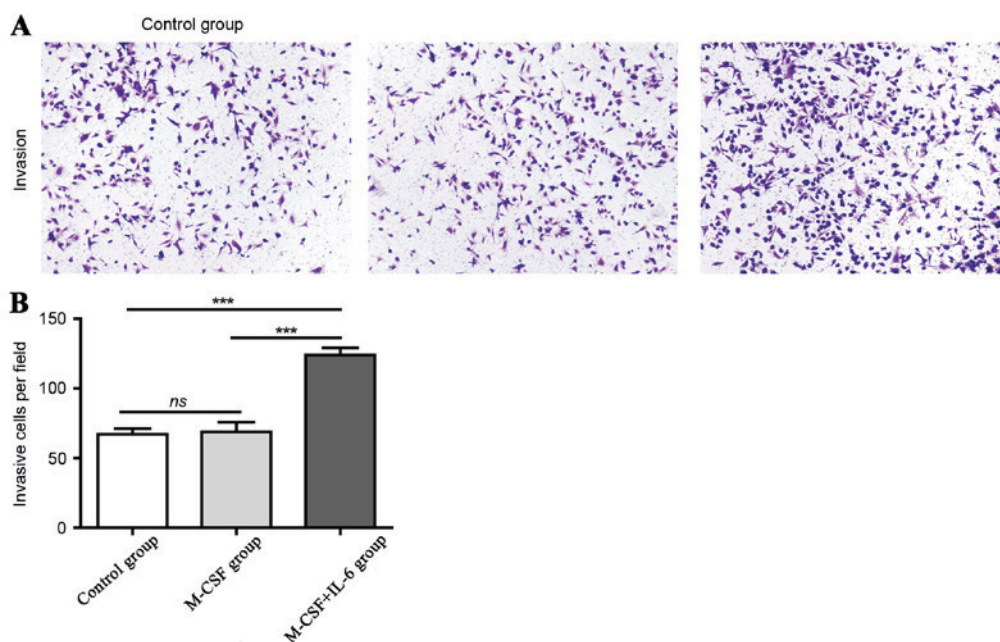 A
Control group
Invasion
B
***
***
ns
Invasive cells per field
150
100
50
0
Control group
M-CSF group
M-CSF+IL-6 group